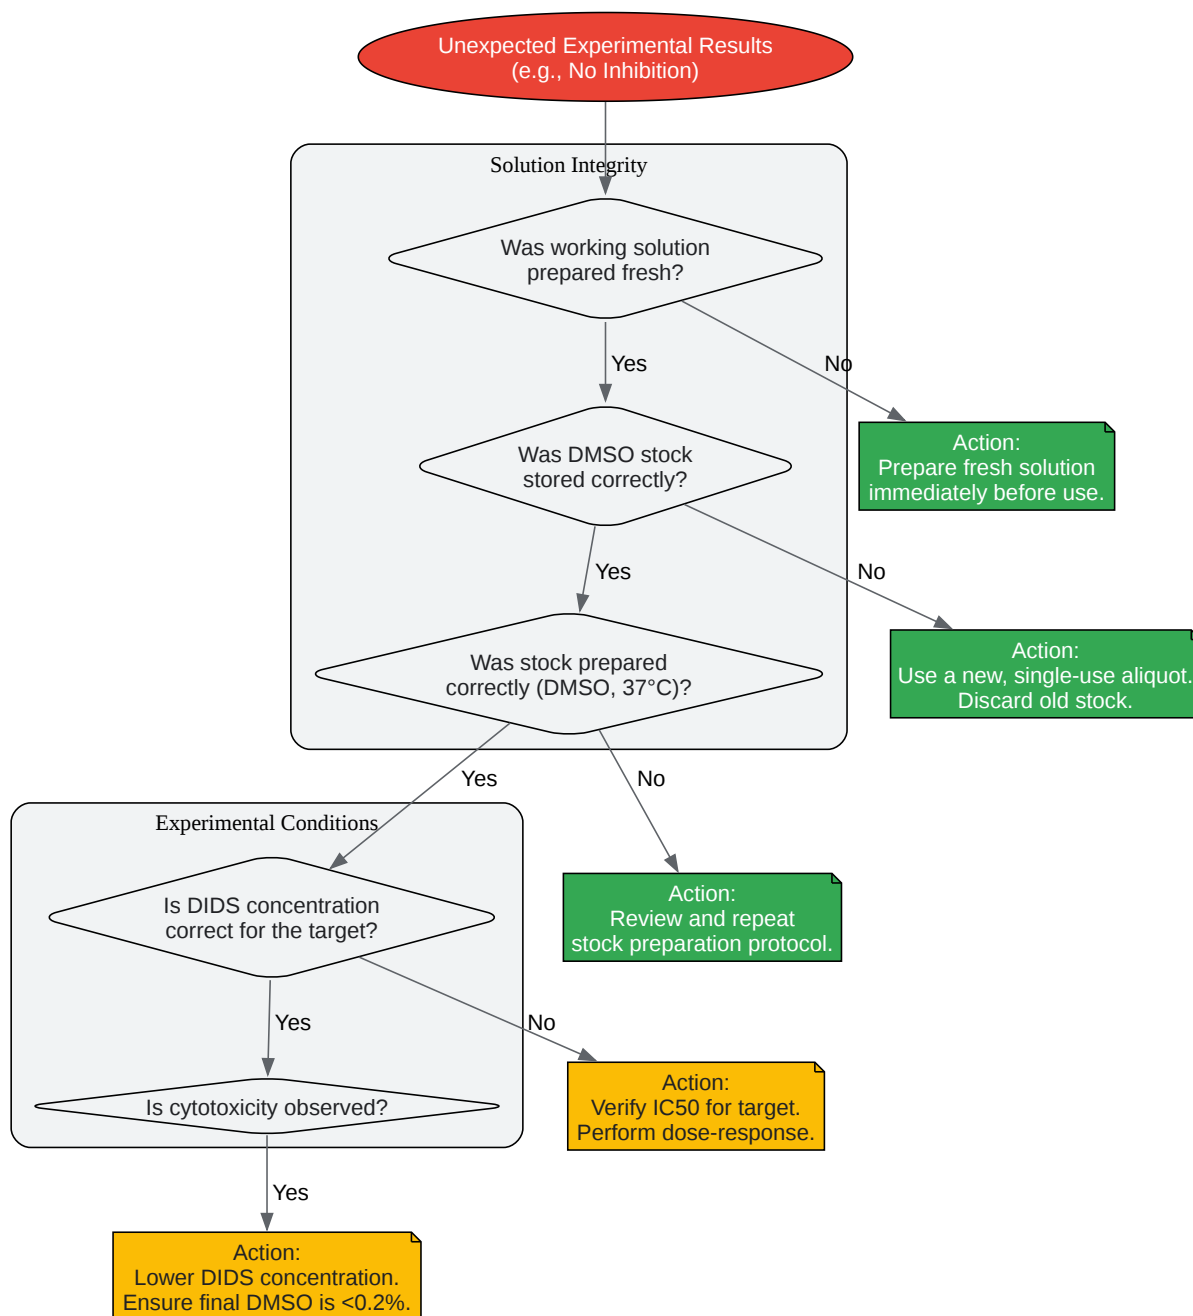 Unexpected Experimental Results
(e.g., No Inhibition)
Solution Integrity
Was working solution
prepared fresh?
Yes
No
Action:
Prepare fresh solution
immediately before use.
Was DMSO stock
stored correctly?
Yes
No
Action:
Use a new, single-use aliquot.
Discard old stock.
Was stock prepared
correctly (DMSO, 37°C)?
Yes
No
Action:
Review and repeat
stock preparation protocol.
Experimental Conditions
Is DIDS concentration
correct for the target?
Yes
No
Action:
Verify IC50 for target.
Perform dose-response.
Is cytotoxicity observed?
Yes
Action:
Lower DIDS concentration.
Ensure final DMSO is <0.2%.